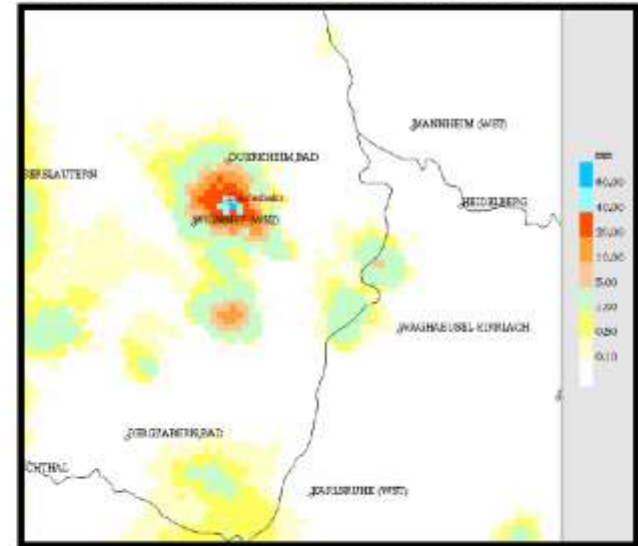 MANNHEIM (WST)
DUERKHEIM, BAD
HEIDELBERG
WAGHAEUSEL-KIRRLACH
BERGZABERN, BAD
KARLSRUHE (WST)
mm
60.00
40.00
20.00
10.00
5.00
1.00
0.50
0.10